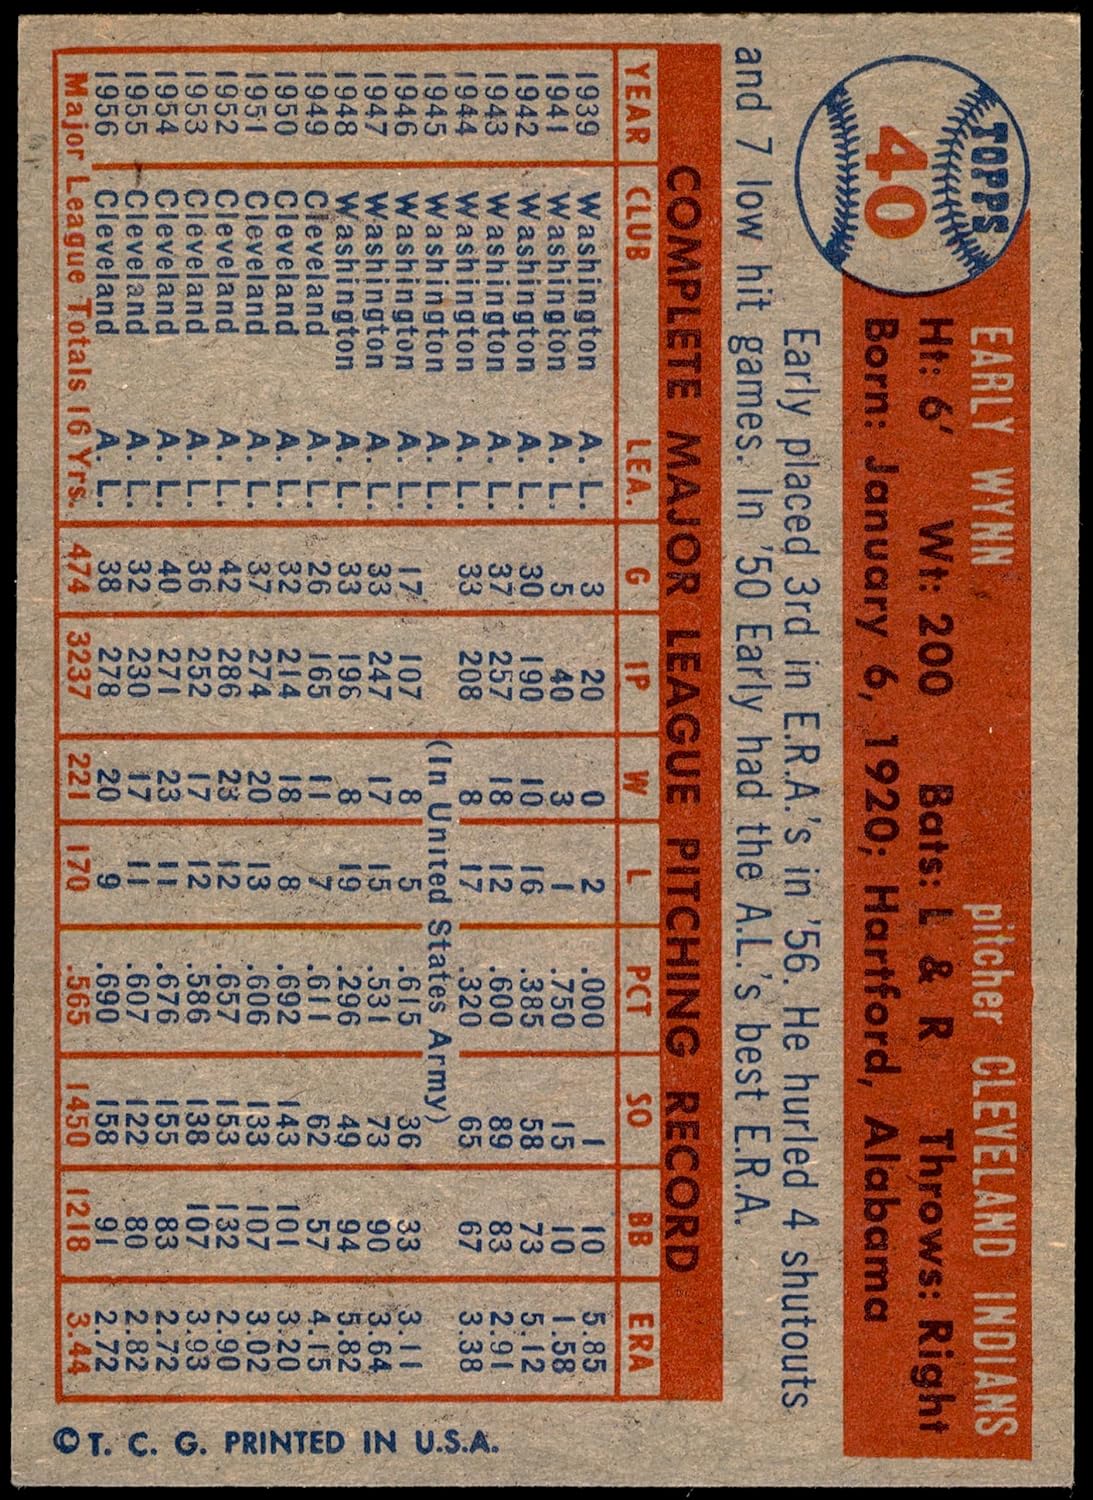 TOPPS
40
EARLY WYNN pitcher CLEVELAND INDIANS
Ht: 6' Wt: 200 Bats: L & R Throws: Right
Born: January 6, 1920; Hartford, Alabama
Early placed 3rd in E.R.A.'s in '56. He hurled 4 shutouts
and 7 low hit games. In '50 Early had the A.L.'s best E.R.A.
COMPLETE MAJOR LEAGUE PITCHING RECORD
YEAR CLUB LEA. G IP W L PCT SO BB ERA
1939 Washington A. L. 3 20 0 2 .000 1 10 5.85
1941 Washington A. L. 5 40 3 1 .750 15 10 1.58
1942 Washington A. L. 30 190 10 16 .385 58 73 5.12
1943 Washington A. L. 37 257 18 12 .600 89 83 2.91
1944 Washington A. L. 33 208 8 17 .320 65 67 3.38
1945 Washington A. L. (In United States Army)
1946 Washington A. L. 17 107 8 5 .615 36 33 3.11
1947 Washington A. L. 33 247 17 15 .531 73 90 3.64
1948 Washington A. L. 33 196 8 19 .296 49 94 5.82
1949 Cleveland A. L. 26 165 11 7 .611 62 57 4.15
1950 Cleveland A. L. 32 214 18 8 .692 143 101 3.20
1951 Cleveland A. L. 37 274 20 13 .606 133 107 3.02
1952 Cleveland A. L. 42 286 23 12 .657 153 132 2.90
1953 Cleveland A. L. 36 252 17 12 .586 138 107 3.93
1954 Cleveland A. L. 40 271 23 11 .676 155 83 2.72
1955 Cleveland A. L. 32 230 17 11 .607 122 80 2.82
1956 Cleveland A. L. 38 278 20 9 .690 158 91 2.72
Major League Totals 16 Yrs. 474 3237 221 170 .565 1450 1218 3.44
© T. C. G. PRINTED IN U.S.A.